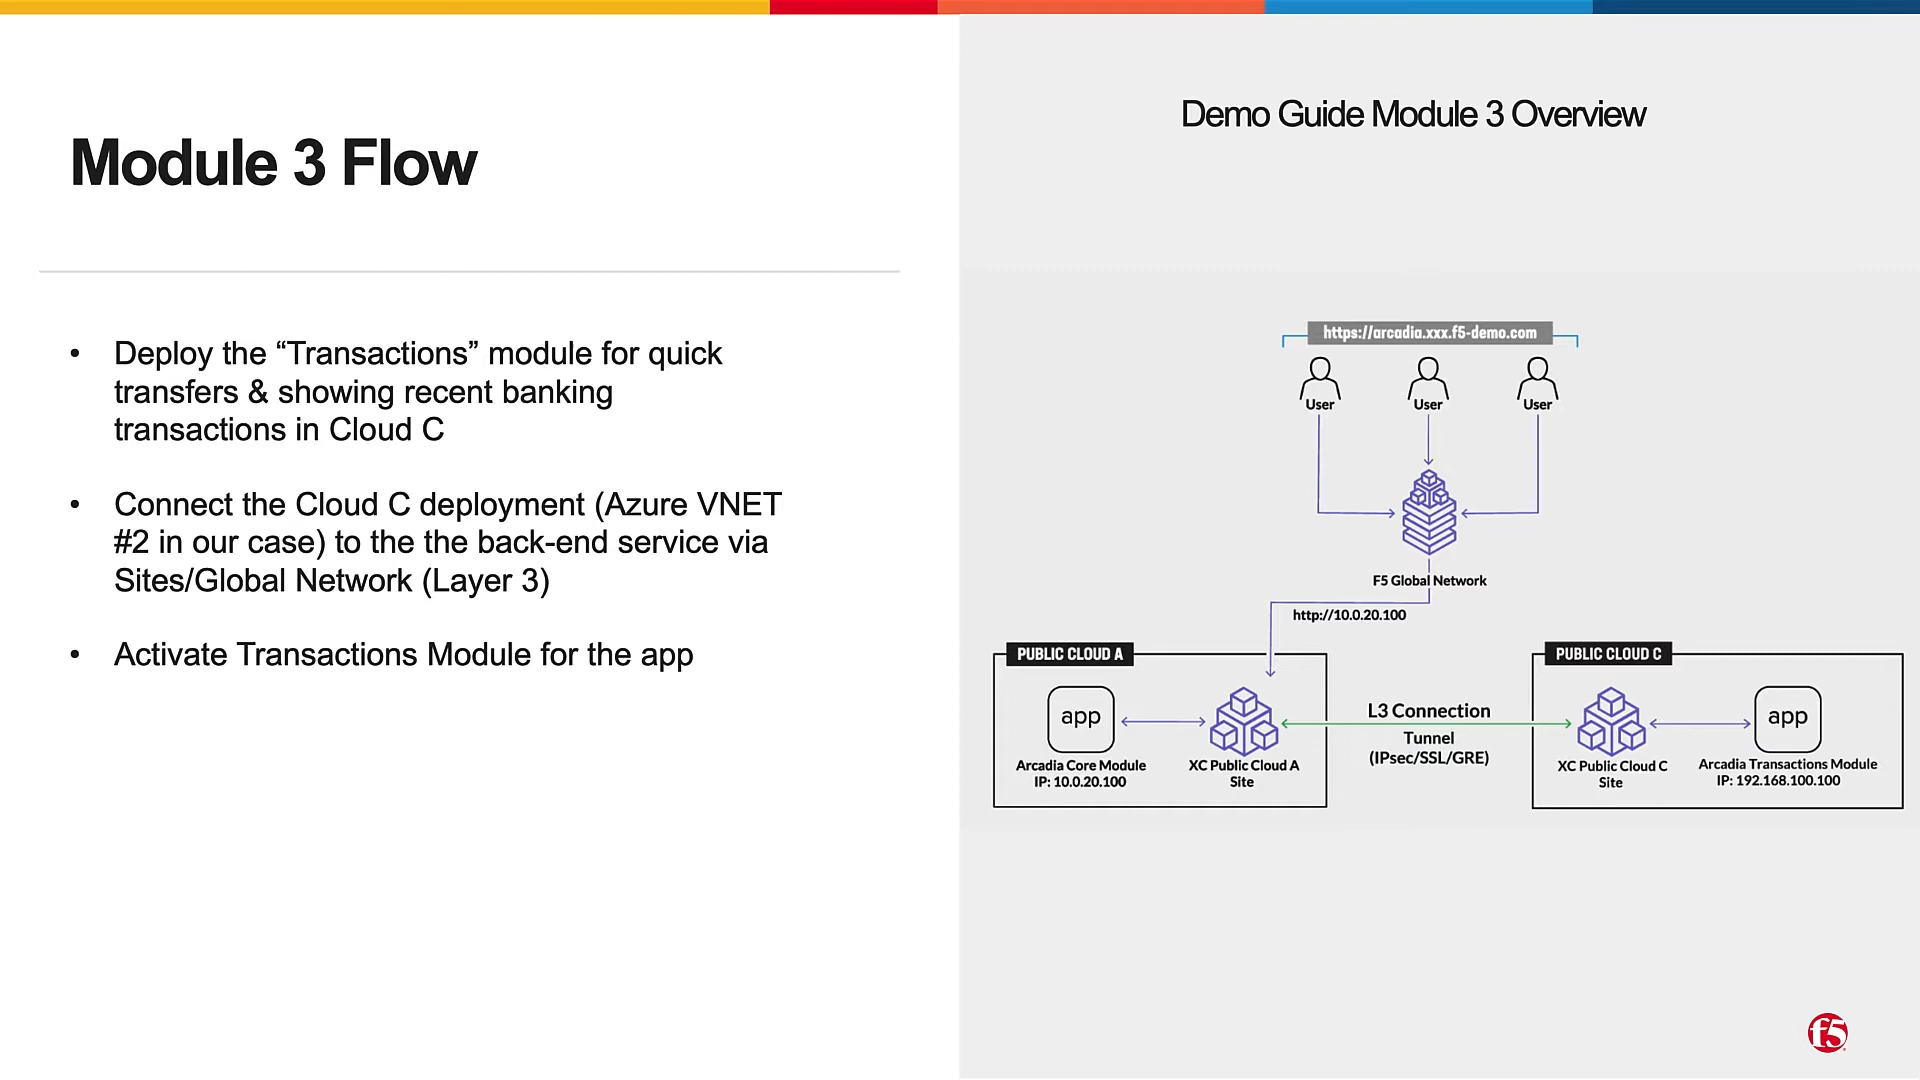 Module 3 Flow
• Deploy the “Transactions” module for quick
transfers & showing recent banking
transactions in Cloud C
• Connect the Cloud C deployment (Azure VNET
#2 in our case) to the the back-end service via
Sites/Global Network (Layer 3)
• Activate Transactions Module for the app
Demo Guide Module 3 Overview
https://arcadia.xxx.f5-demo.com
User
User
User
F5 Global Network
http://10.0.20.100
PUBLIC CLOUD A
app
Arcadia Core Module
IP: 10.0.20.100
XC Public Cloud A
Site
L3 Connection
Tunnel
(IPsec/SSL/GRE)
PUBLIC CLOUD C
XC Public Cloud C
Site
app
Arcadia Transactions Module
IP: 192.168.100.100
f5